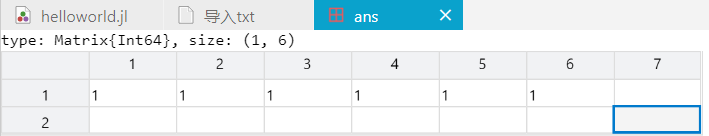 helloworld.jl 导入txt ans
type: Matrix{Int64}, size: (1, 6)
1 2 3 4 5 6 7
1 1 1 1 1 1 1
2